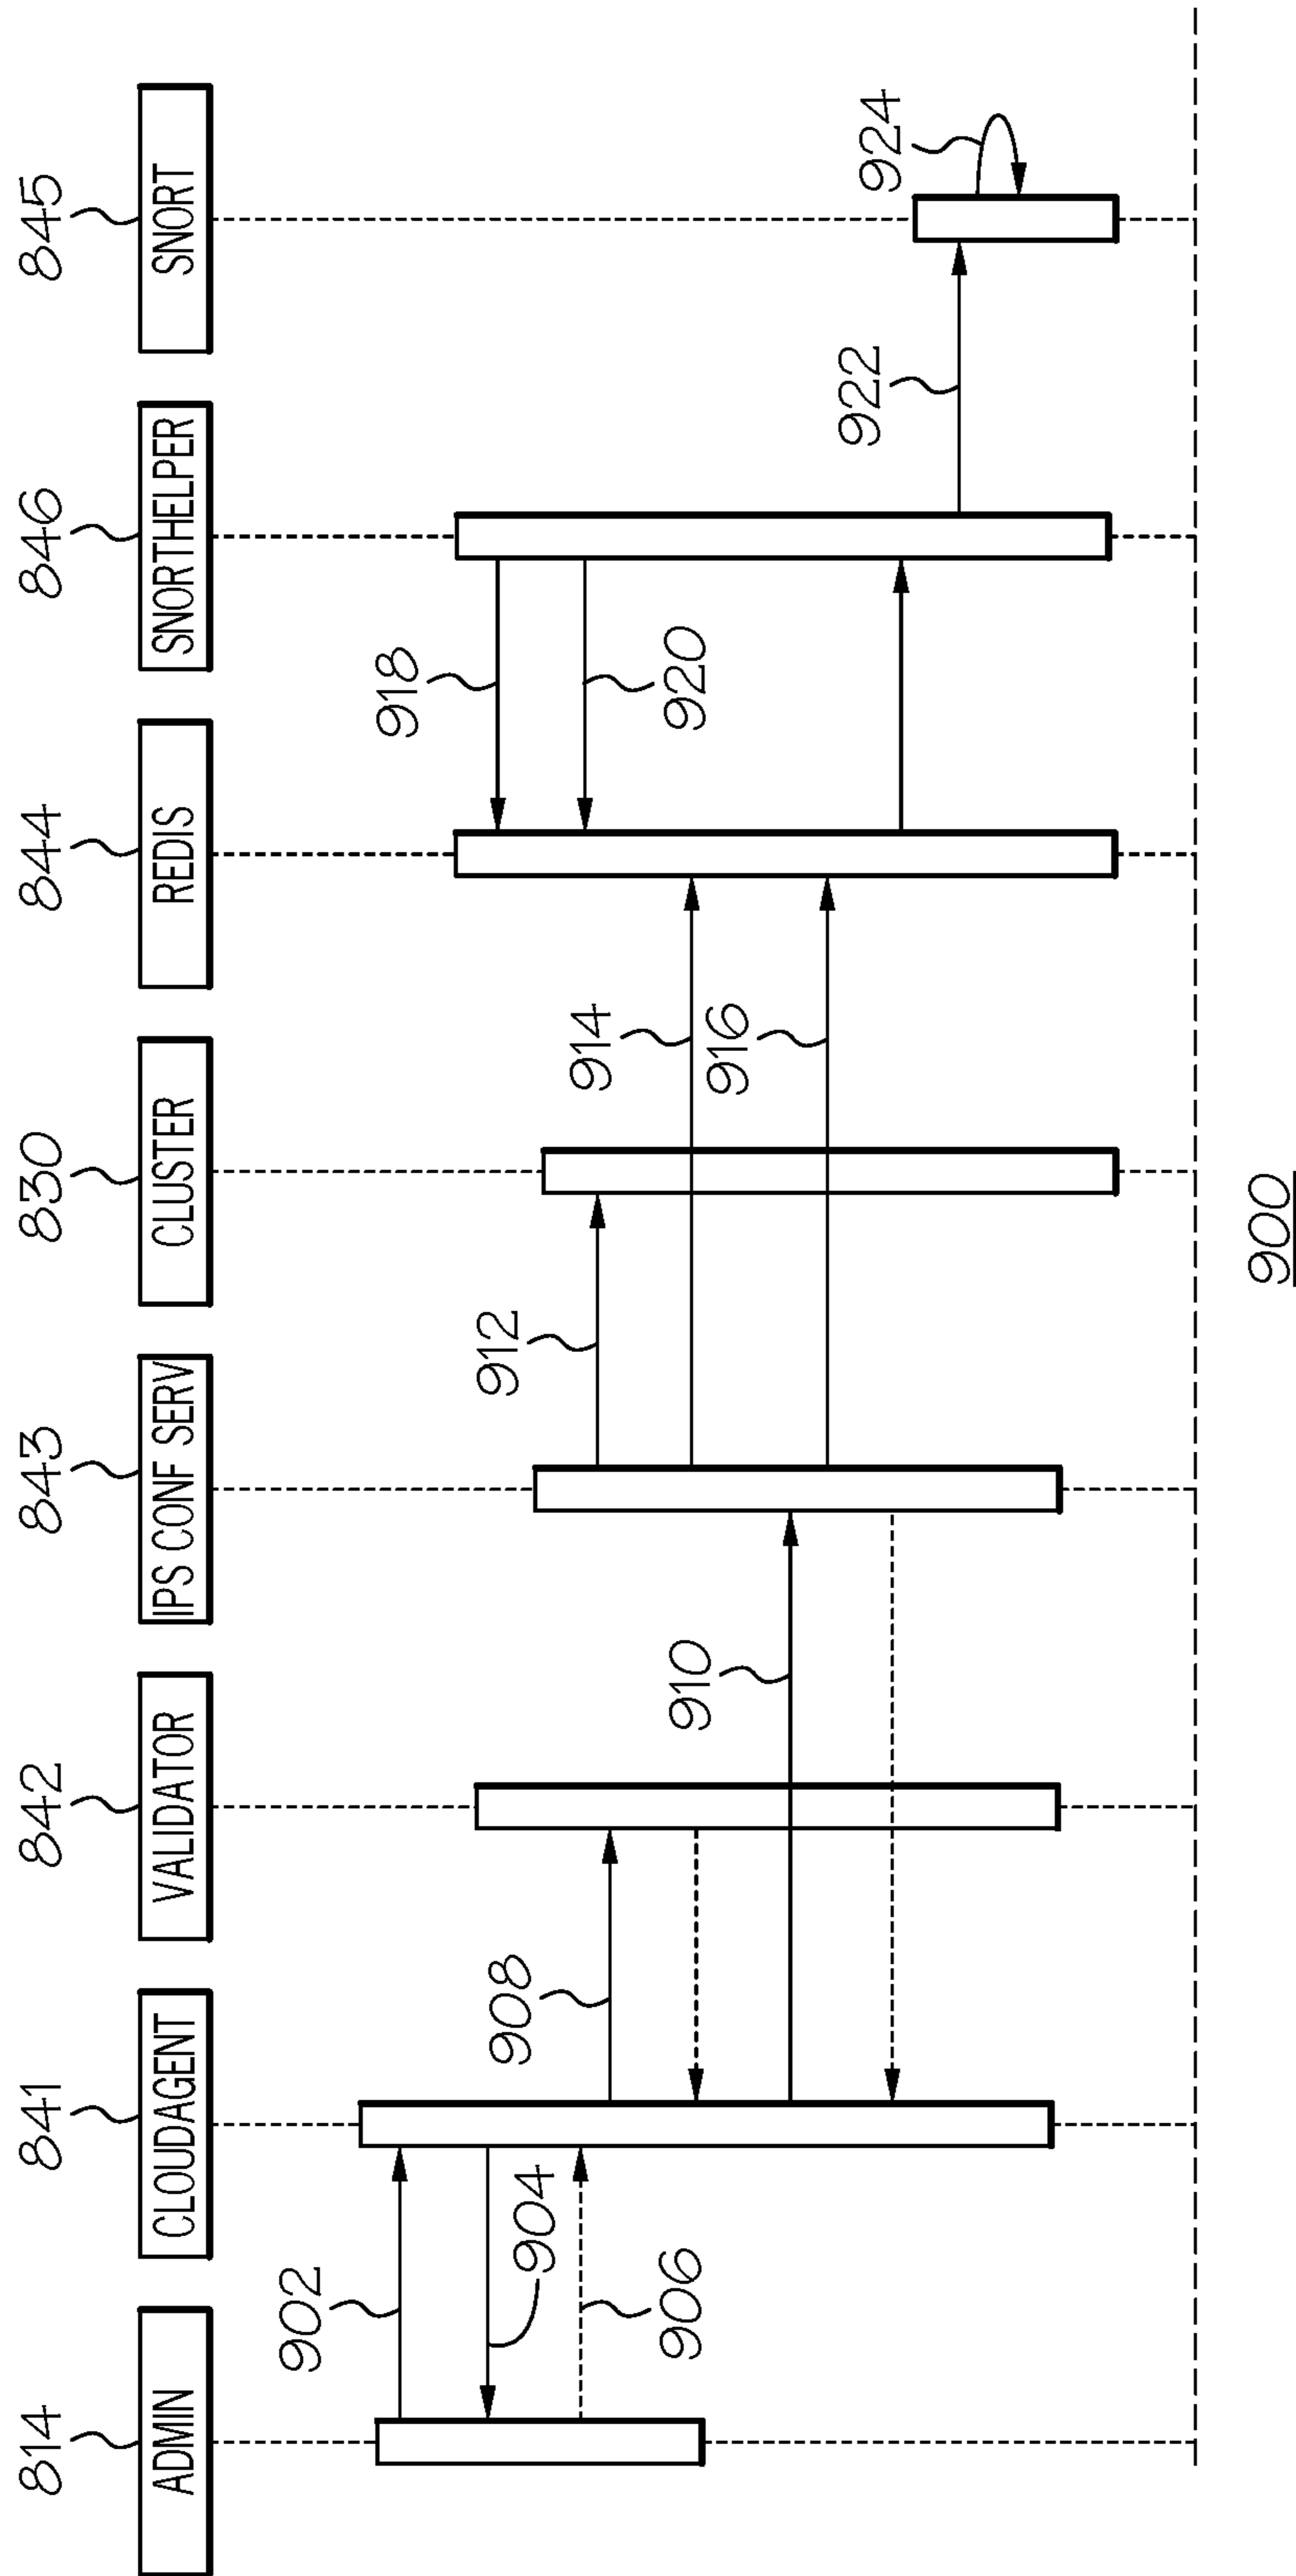 814
841
842
843
830
844
846
845
ADMIN
CLOUDAGENT
VALIDATOR
IPS CONF SERV
CLUSTER
REDIS
SNORTHELPER
SNORT
902
904
906
908
910
912
914
916
918
920
922
924
900